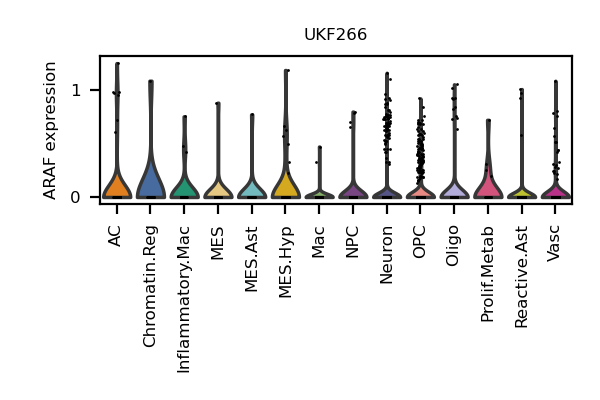 UKF266
ARAF expression
1
0
AC
Chromatin.Reg
Inflammatory.Mac
MES
MES.Ast
MES.Hyp
Mac
NPC
Neuron
OPC
Oligo
Prolif.Metab
Reactive.Ast
Vasc